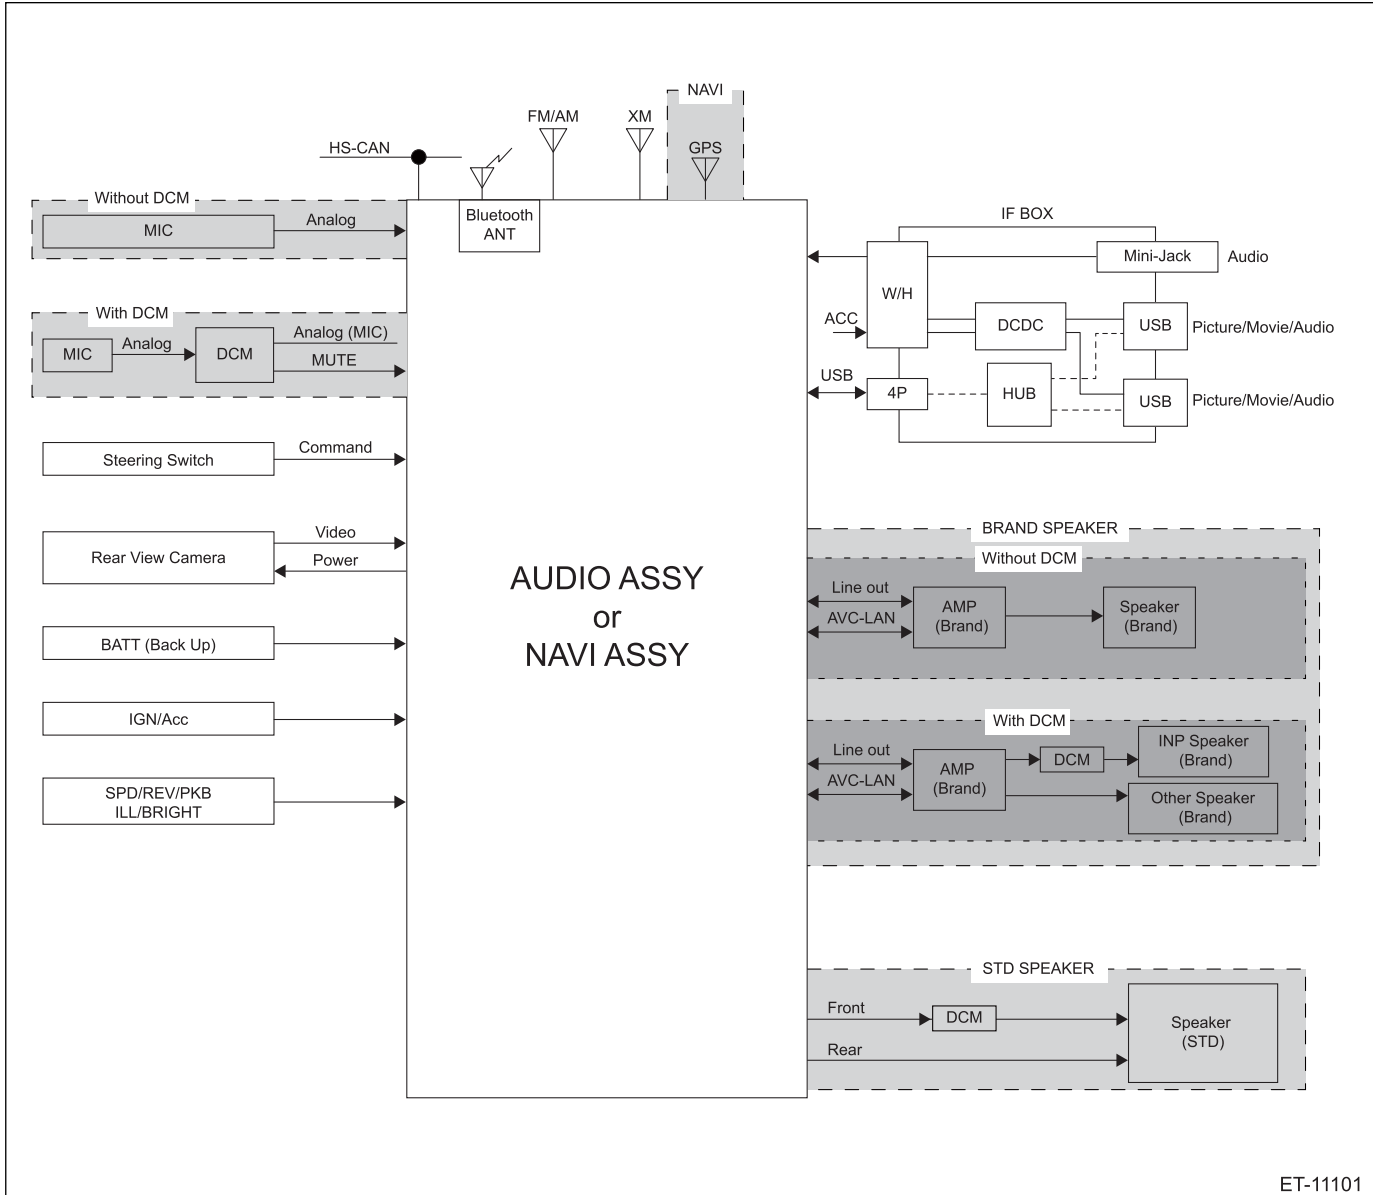 NAVI
FM/AM
XM
HS-CAN
GPS
Without DCM
MIC
Analog
Bluetooth
ANT
With DCM
MIC
Analog
DCM
Analog (MIC)
MUTE
Steering Switch
Command
Rear View Camera
Video
Power
BATT (Back Up)
IGN/Acc
SPD/REV/PKB
ILL/BRIGHT
AUDIO ASSY
or
NAVI ASSY
IF BOX
W/H
Mini-Jack
Audio
ACC
DCDC
USB
Picture/Movie/Audio
USB
4P
HUB
USB
Picture/Movie/Audio
BRAND SPEAKER
Without DCM
Line out
AVC-LAN
AMP
(Brand)
Speaker
(Brand)
With DCM
Line out
AVC-LAN
AMP
(Brand)
DCM
INP Speaker
(Brand)
Other Speaker
(Brand)
STD SPEAKER
Front
DCM
Rear
Speaker
(STD)
ET-11101